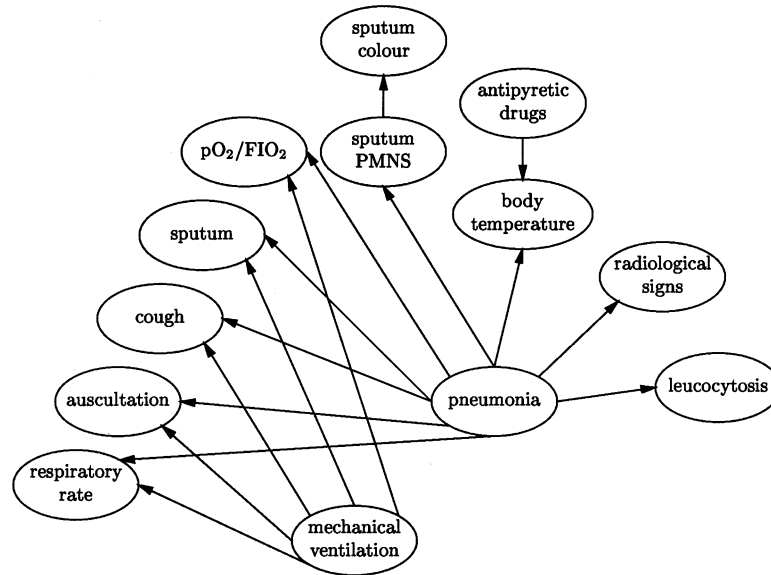 sputum
colour
antipyretic
drugs
pO₂/FIO₂
sputum
PMNS
body
temperature
sputum
radiological
signs
cough
auscultation
pneumonia
leucocytosis
respiratory
rate
mechanical
ventilation